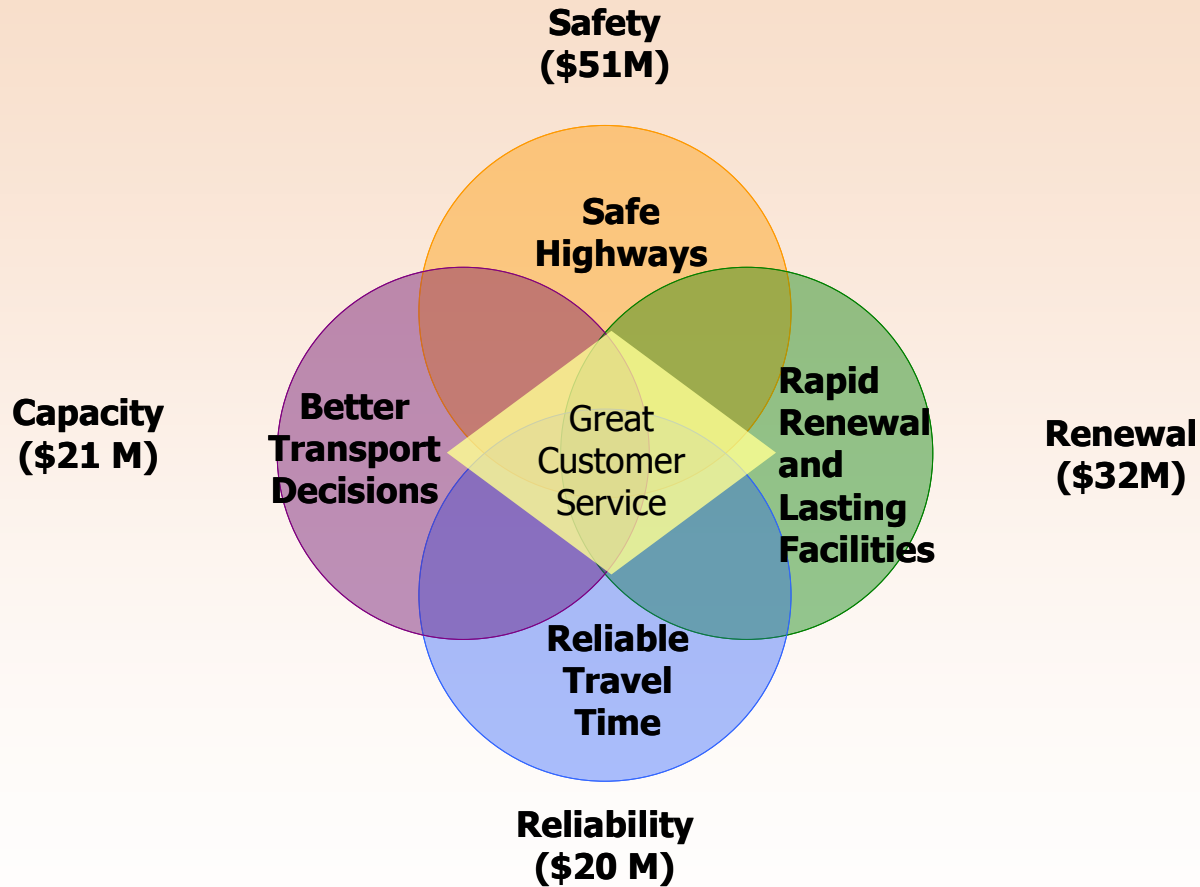 Safety
($51M)
Safe
Highways
Capacity
($21 M)
Better
Transport
Decisions
Great
Customer
Service
Rapid
Renewal
and
Lasting
Facilities
Renewal
($32M)
Reliable
Travel
Time
Reliability
($20 M)